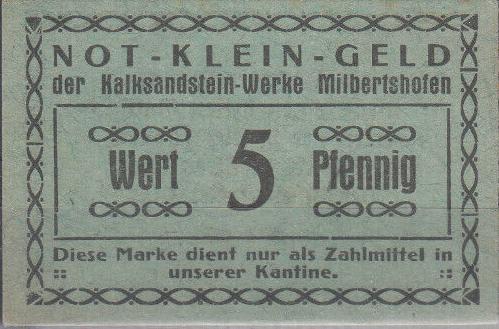 NOT-KLEIN-GELD
der Kalksandstein-Werke Milbertshofen
Wert 5 Pfennig
Diese Marke dient nur als Zahlmittel in
unserer Kantine.